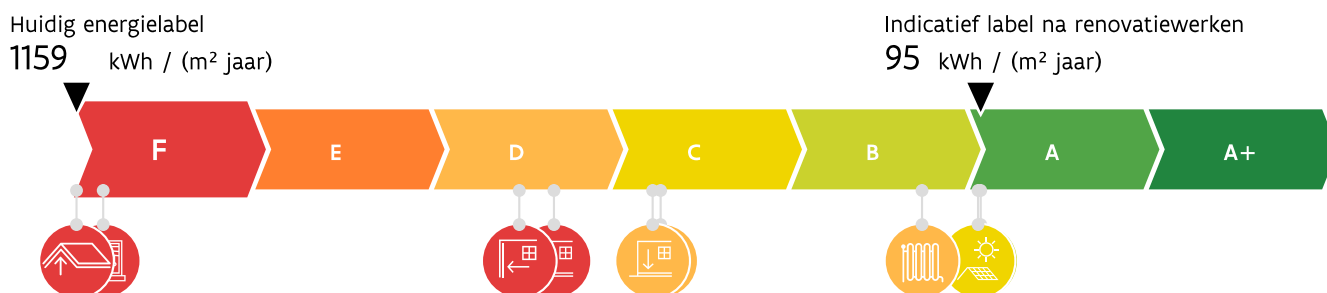 Huidig energielabel
1159 kWh / (m² jaar)
Indicatief label na renovatiewerken
95 kWh / (m² jaar)
F E D C B A A+